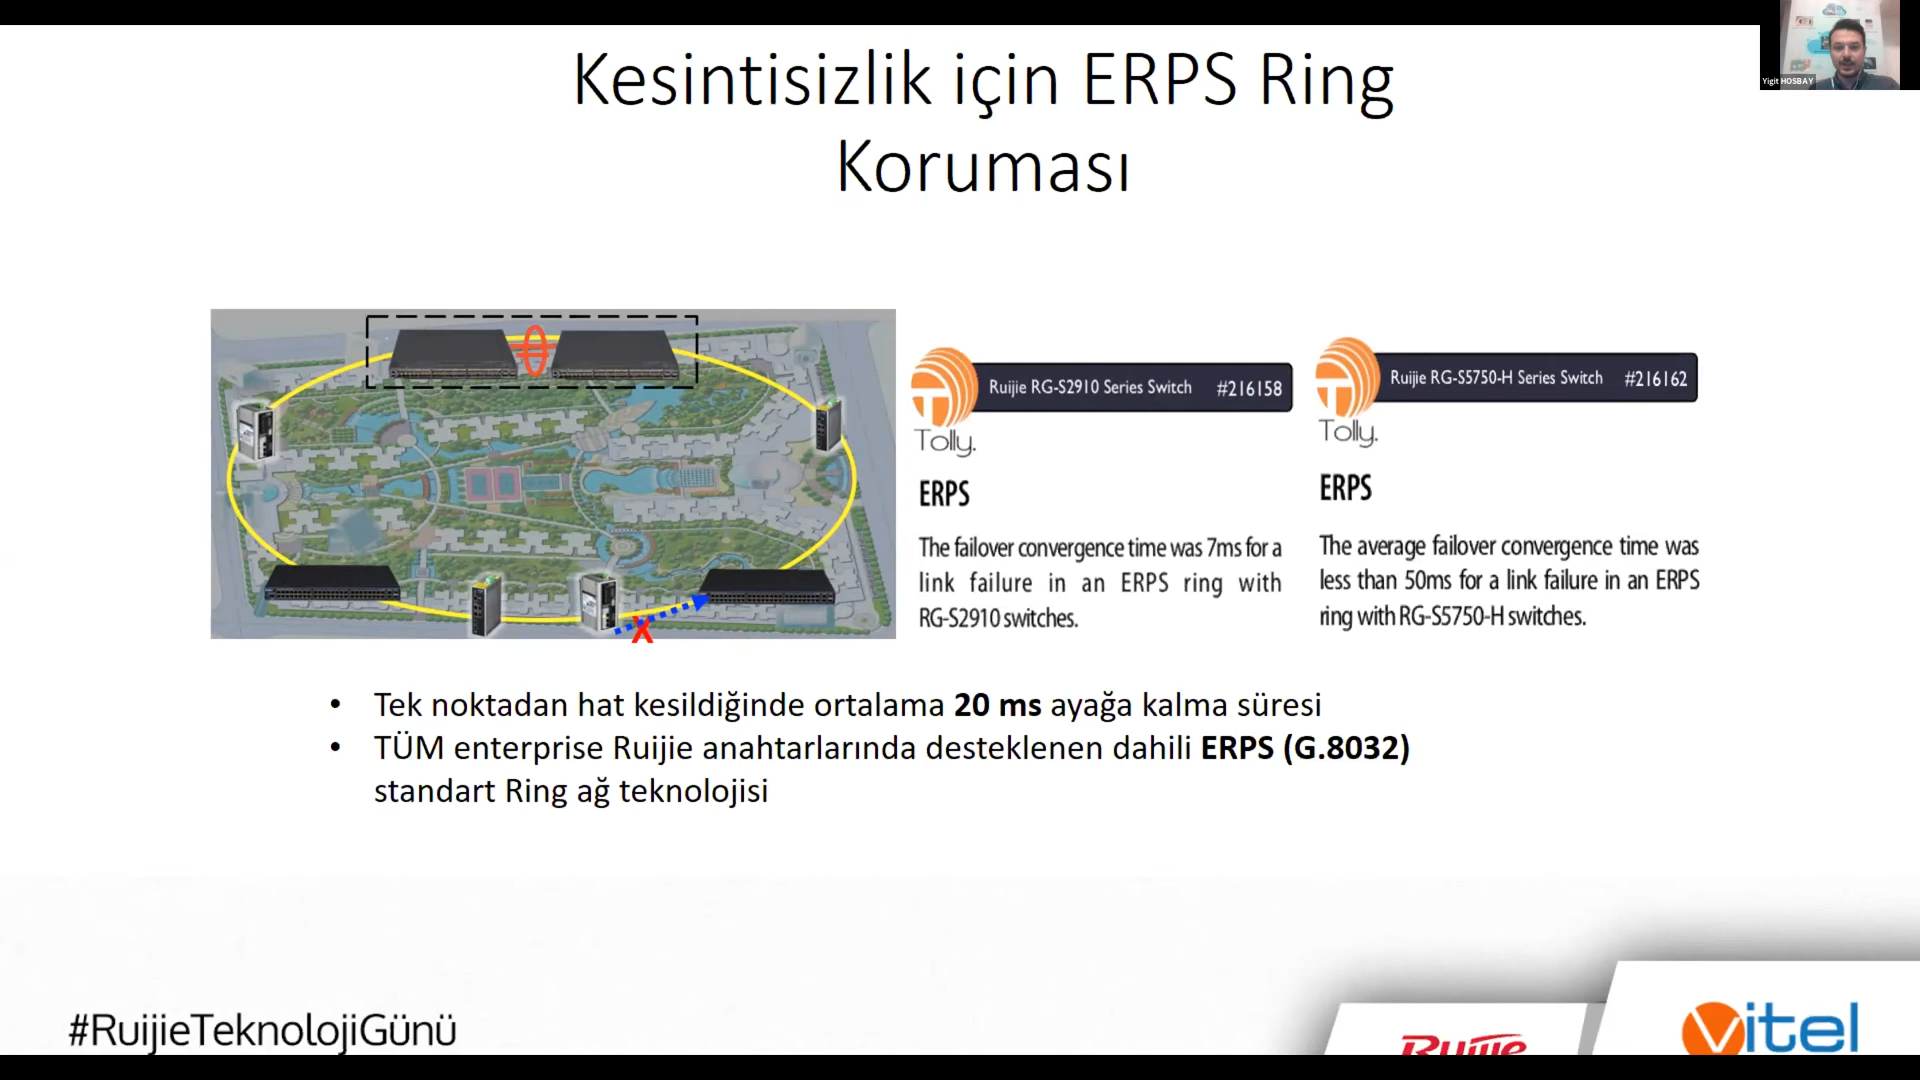 Yigit HOSBAY
Kesintisizlik için ERPS Ring
Koruması
Ruijie RG-S2910 Series Switch #216158
Tolly.
ERPS
The failover convergence time was 7ms for a
link failure in an ERPS ring with
RG-S2910 switches.
Ruijie RG-S5750-H Series Switch #216162
Tolly.
ERPS
The average failover convergence time was
less than 50ms for a link failure in an ERPS
ring with RG-S5750-H switches.
X
• Tek noktadan hat kesildiğinde ortalama 20 ms ayağa kalma süresi
• TÜM enterprise Ruijie anahtarlarında desteklenen dahili ERPS (G.8032)
standart Ring ağ teknolojisi
#RuijieTeknolojiGünü
Ruijie
Vitel